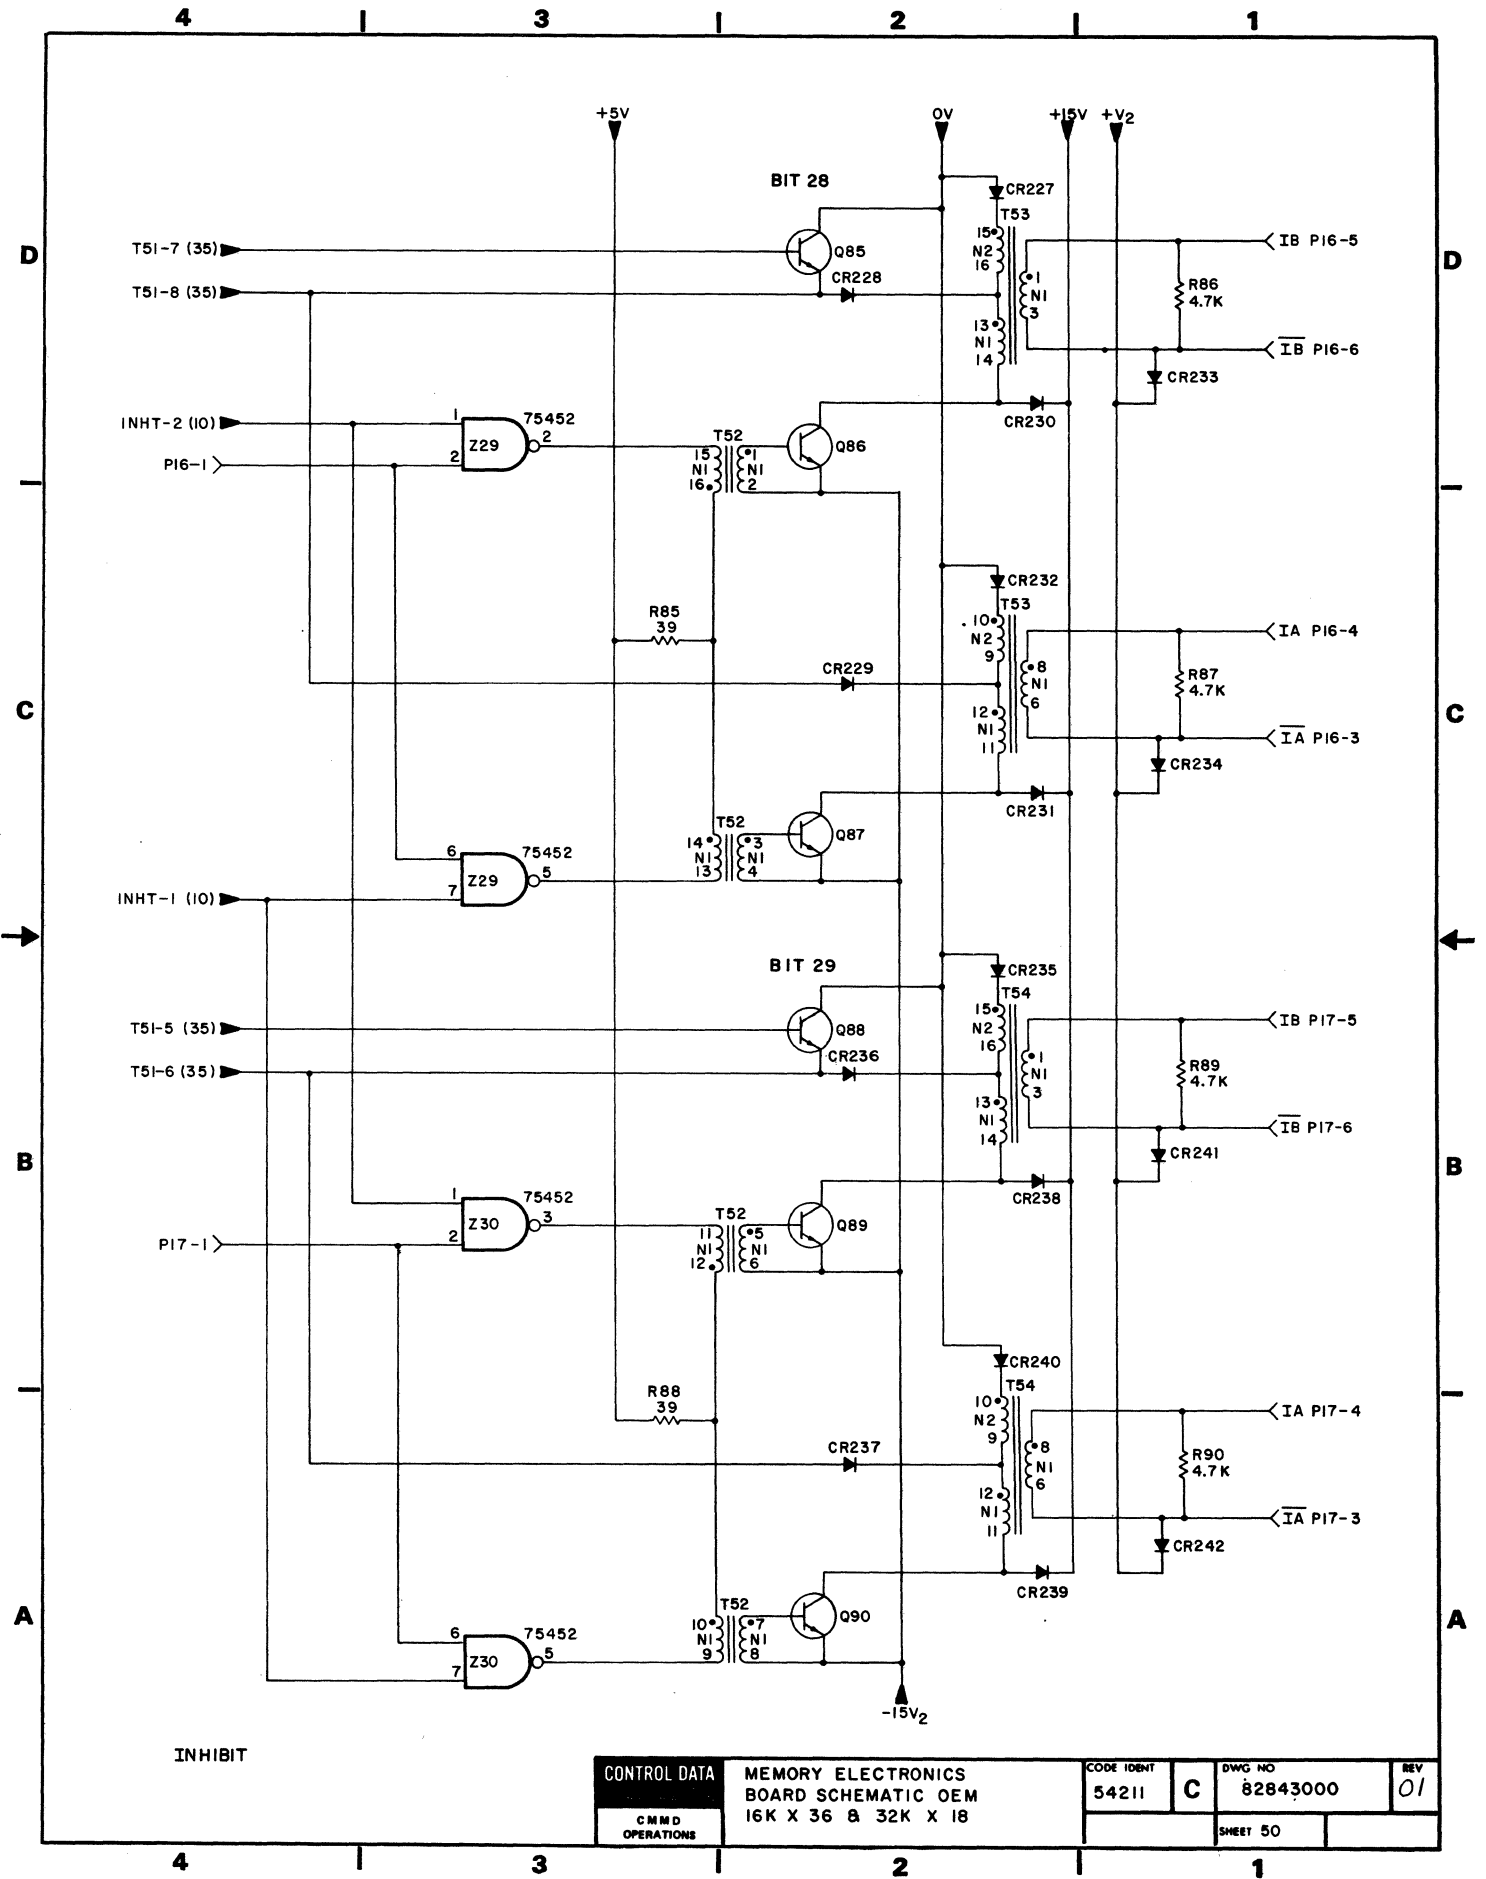 4 3 2 1
+5V 0V +15V +V2
BIT 28
CR227
T53
D D
T51-7 (35) Q85 15 N2 16 IB P16-5
CR228
T51-8 (35) 1 N1 3 R86 4.7K
13 N1 14 I̅B̅ P16-6
CR233
CR230
INHT-2 (10) 1 75452
Z29 2 T52 Q86
P16-1 2 15 N1 16 1 N1 2
CR232
T53
R85 39 10 N2 9 IA P16-4
CR229 8 N1 6 R87 4.7K
C C
12 N1 11 I̅A̅ P16-3
CR234
CR231
T52 Q87
14 N1 13 3 N1 4
6 75452
Z29 5
INHT-1 (10) 7
BIT 29
CR235
T54
T51-5 (35) Q88 15 N2 16 IB P17-5
CR236
T51-6 (35) 1 N1 3 R89 4.7K
13 N1 14 I̅B̅ P17-6
B B
CR241
CR238
1 75452
Z30 3 T52 Q89
P17-1 2 11 N1 12 5 N1 6
CR240
T54
R88 39 10 N2 9 IA P17-4
CR237 8 N1 6 R90 4.7K
12 N1 11 I̅A̅ P17-3
CR242
CR239
A A
T52 Q90
10 N1 9 7 N1 8
6 75452
Z30 5
7
-15V2
INHIBIT
CONTROL DATA
CMMD
OPERATIONS
MEMORY ELECTRONICS
BOARD SCHEMATIC OEM
16K X 36 & 32K X 18
CODE IDENT
54211
C
DWG NO
82843000
REV
01
SHEET 50
4 3 2 1